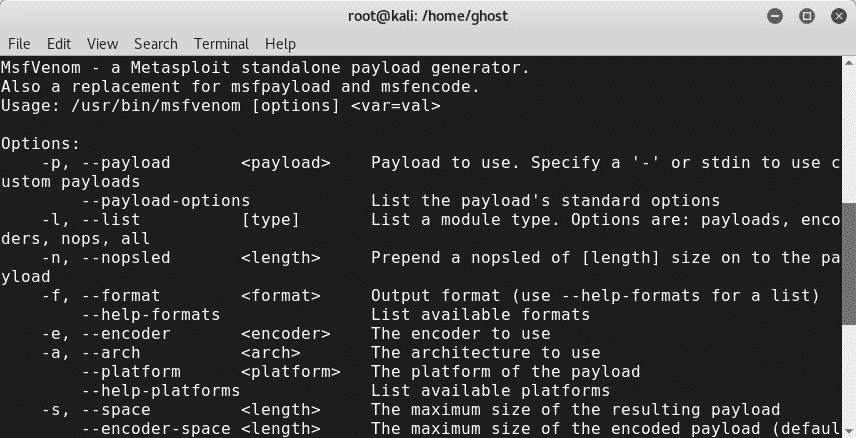 root@kali: /home/ghost
File Edit View Search Terminal Help
MsfVenom - a Metasploit standalone payload generator.
Also a replacement for msfpayload and msfencode.
Usage: /usr/bin/msfvenom [options] <var=val>
Options:
-p, --payload <payload> Payload to use. Specify a '-' or stdin to use c
ustom payloads
--payload-options List the payload's standard options
-l, --list [type] List a module type. Options are: payloads, enco
ders, nops, all
-n, --nopsled <length> Prepend a nopsled of [length] size on to the pa
yload
-f, --format <format> Output format (use --help-formats for a list)
--help-formats List available formats
-e, --encoder <encoder> The encoder to use
-a, --arch <arch> The architecture to use
--platform <platform> The platform of the payload
--help-platforms List available platforms
-s, --space <length> The maximum size of the resulting payload
--encoder-space <length> The maximum size of the encoded payload (defaul